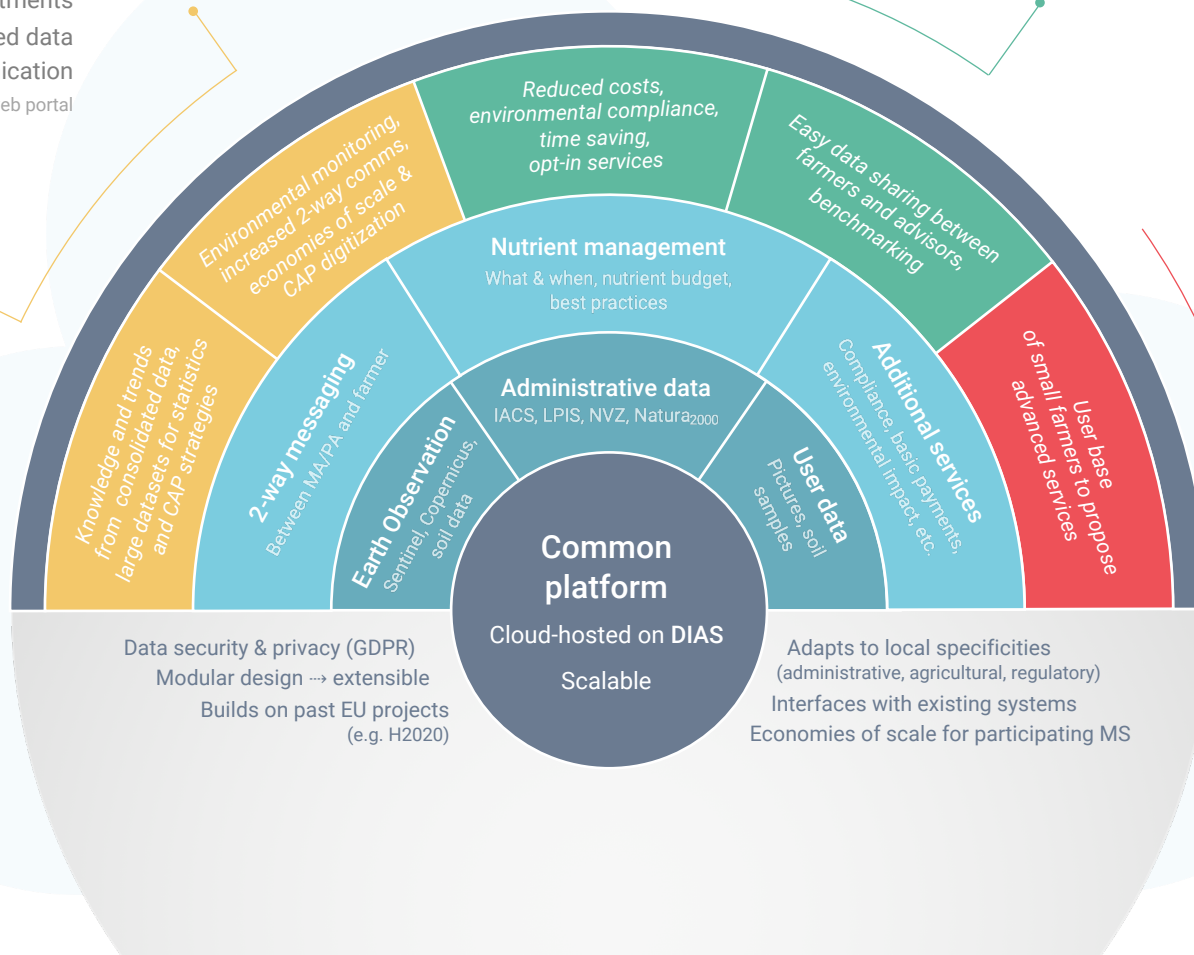 tments
ed data
ication
eb portal
Knowledge and trends
from consolidated data,
large datasets for statistics
and CAP strategies
Environmental monitoring,
increased 2-way comms,
economies of scale &
CAP digitization
Reduced costs,
environmental compliance,
time saving,
opt-in services
Easy data sharing between
farmers and advisors,
benchmarking
User base
of small farmers to propose
advanced services
2-way messaging
Between MA/PA and farmer
Nutrient management
What & when, nutrient budget,
best practices
Additional services
Compliance, basic payments,
environmental impact, etc.
Earth Observation
Sentinel, Copernicus,
soil data
Administrative data
IACS, LPIS, NVZ, Natura2000
User data
Pictures, soil
samples
Common
platform
Cloud-hosted on DIAS
Scalable
Data security & privacy (GDPR)
Modular design ⤑ extensible
Builds on past EU projects
(e.g. H2020)
Adapts to local specificities
(administrative, agricultural, regulatory)
Interfaces with existing systems
Economies of scale for participating MS